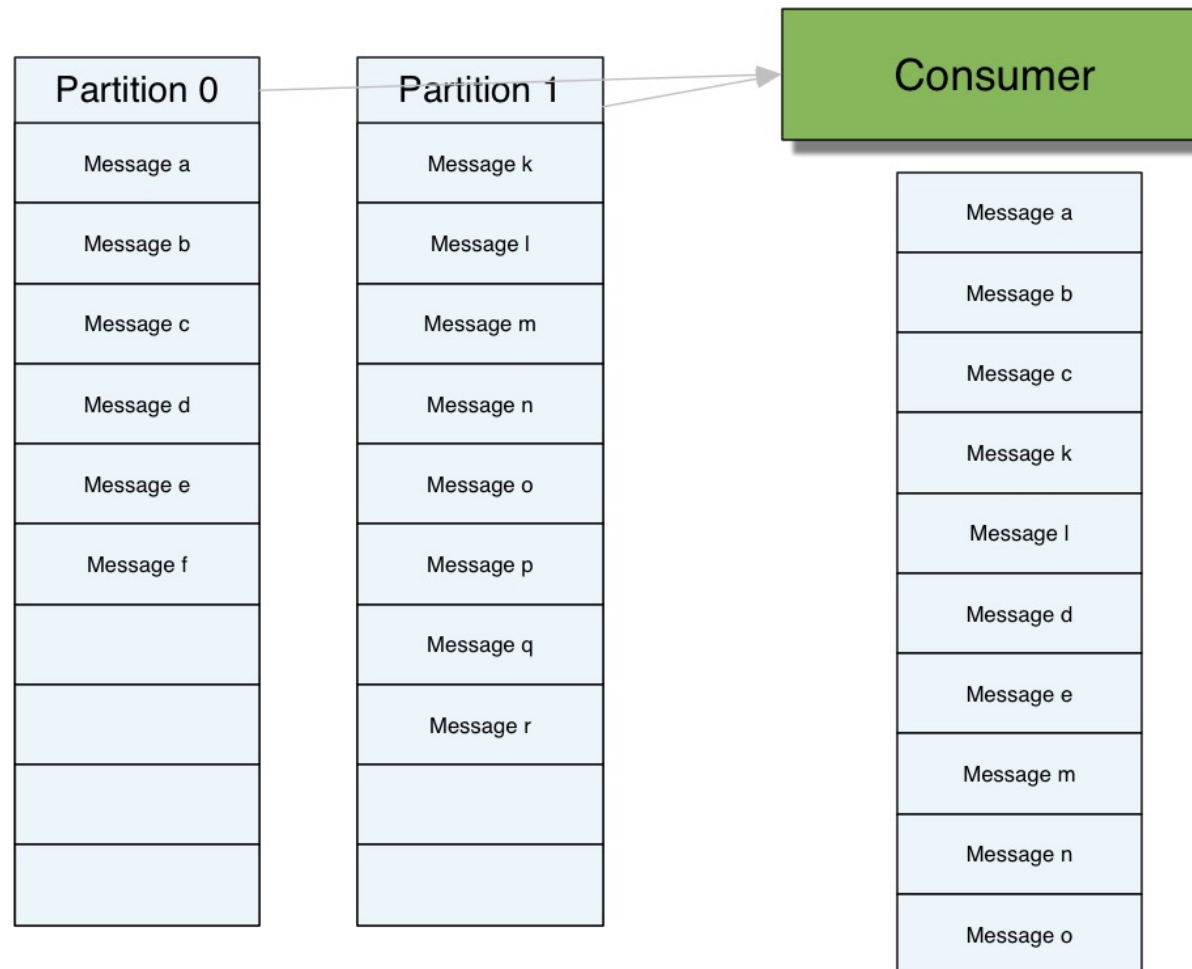 Partition 0
Message a
Message b
Message c
Message d
Message e
Message f
Partition 1
Message k
Message l
Message m
Message n
Message o
Message p
Message q
Message r
Consumer
Message a
Message b
Message c
Message k
Message l
Message d
Message e
Message m
Message n
Message o